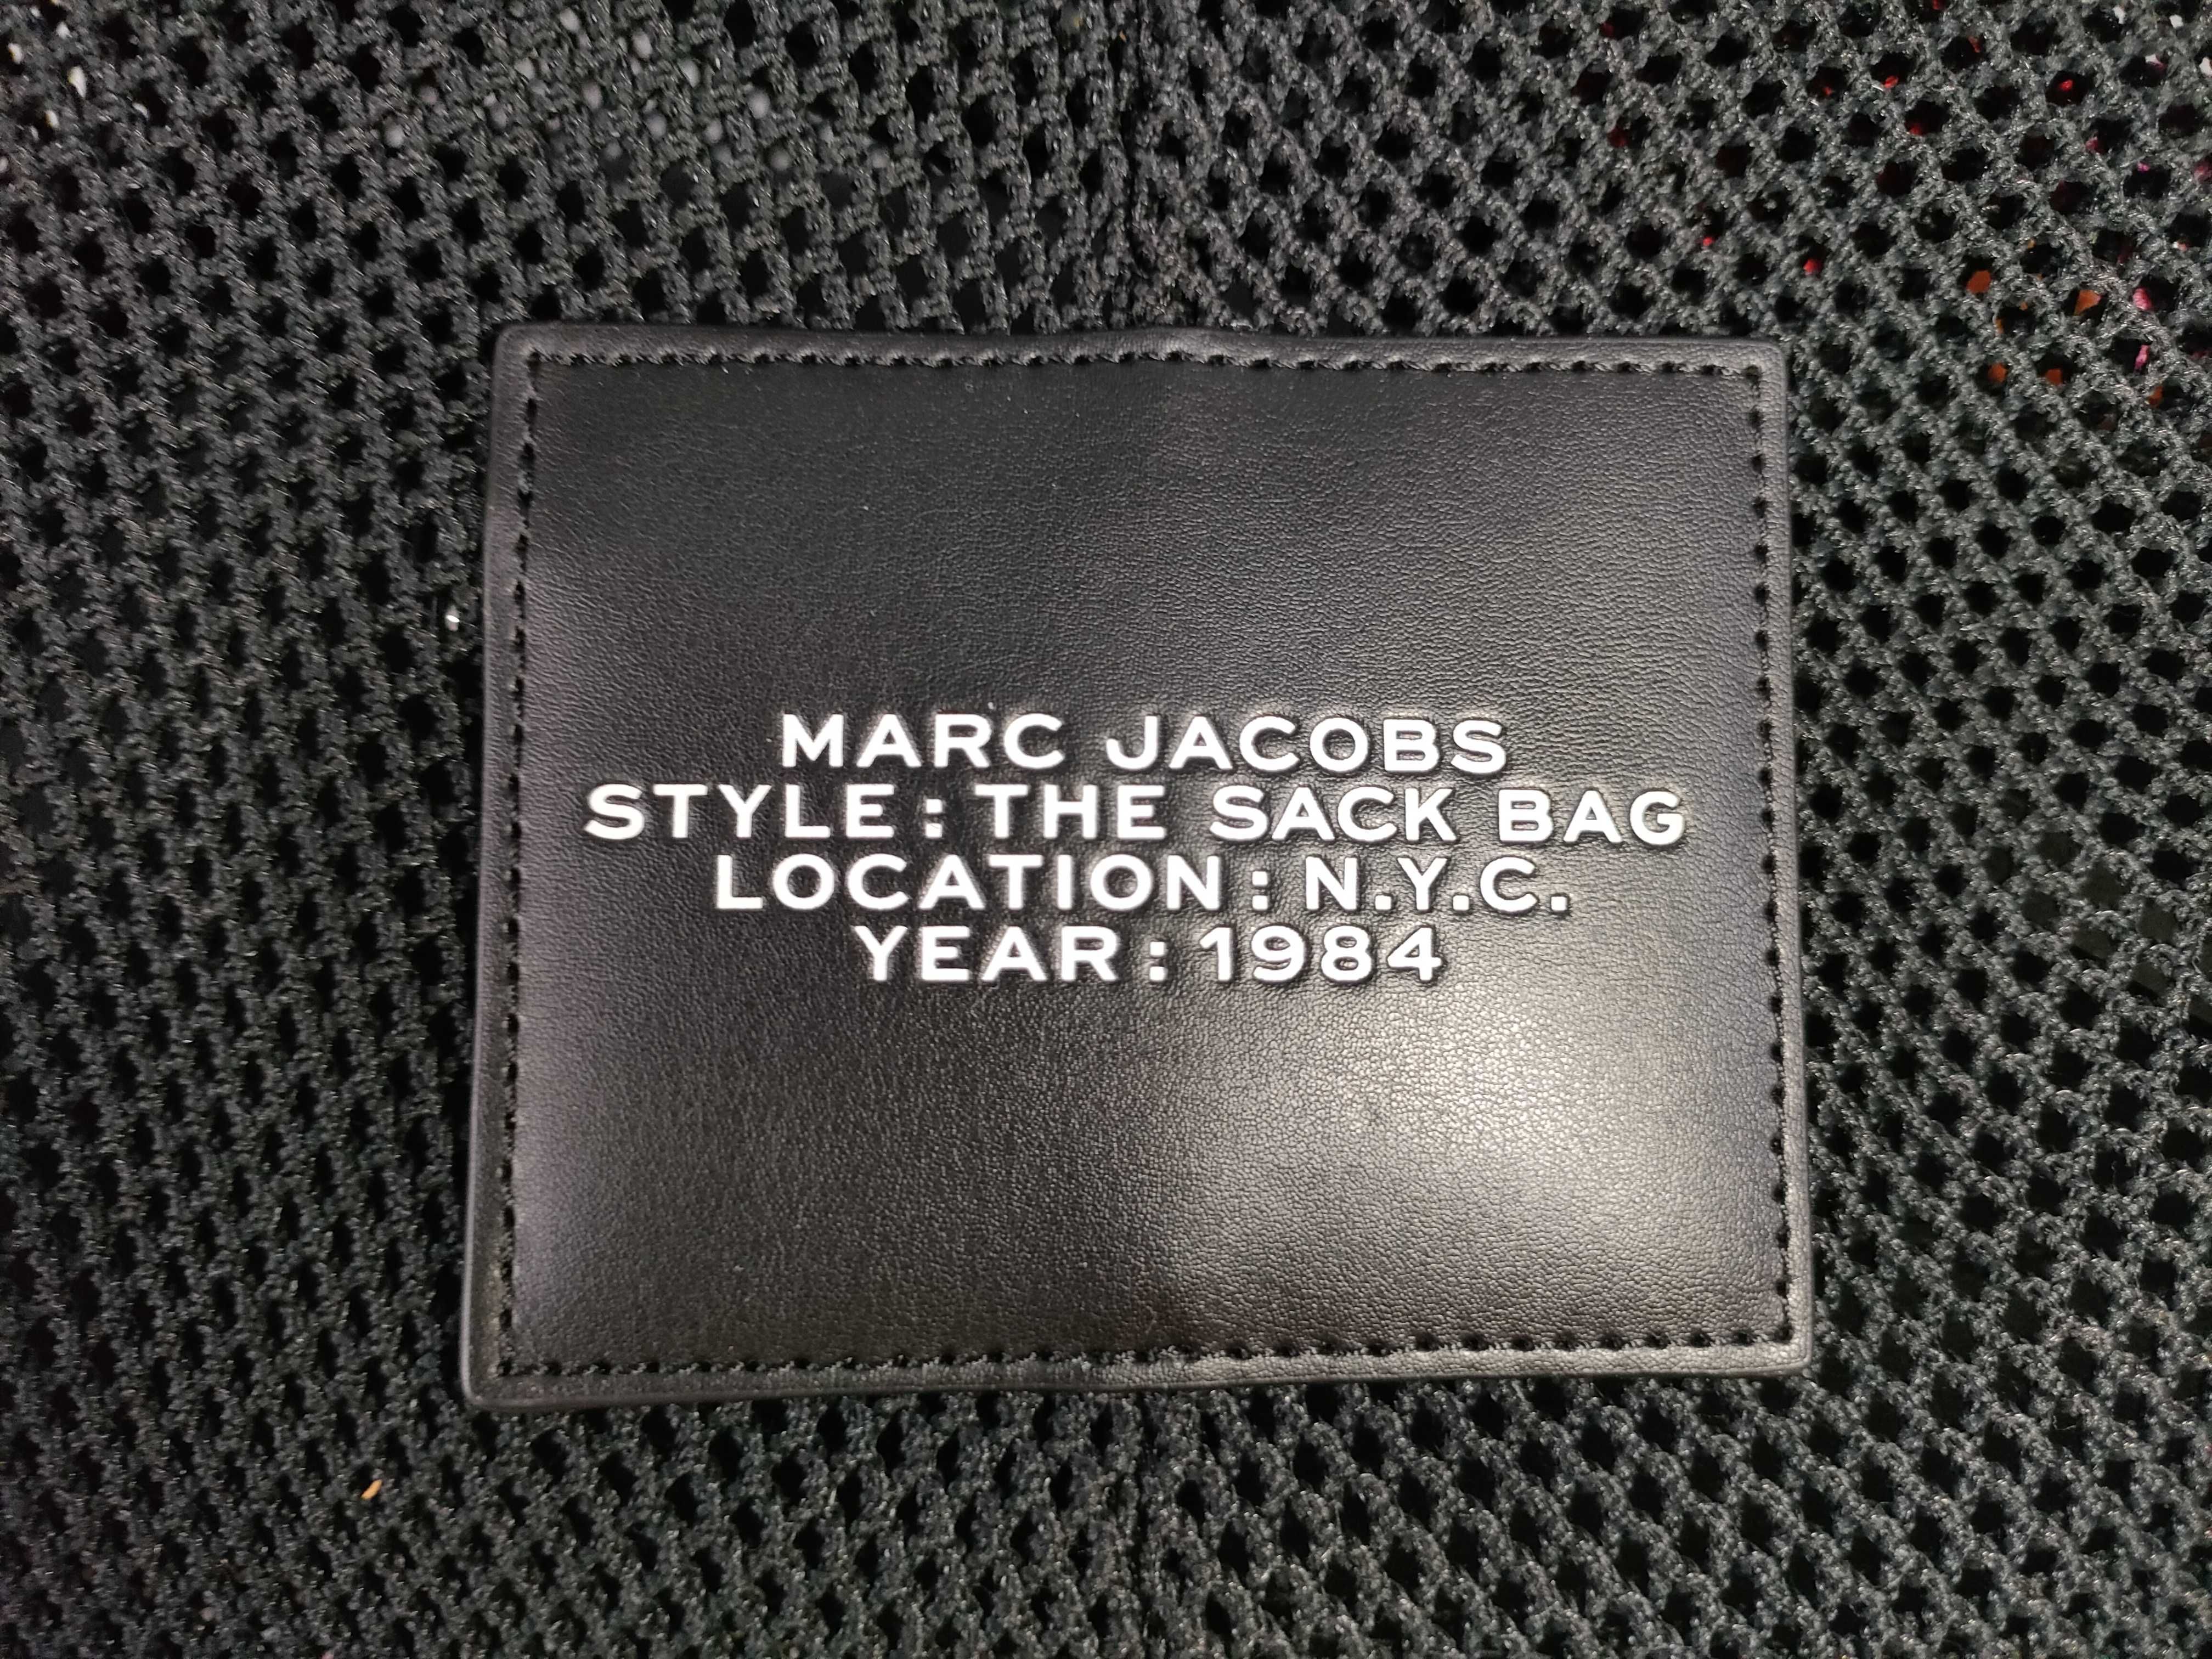 MARC JACOBS
STYLE: THE SACK BAG
LOCATION: N.Y.C.
YEAR: 1984